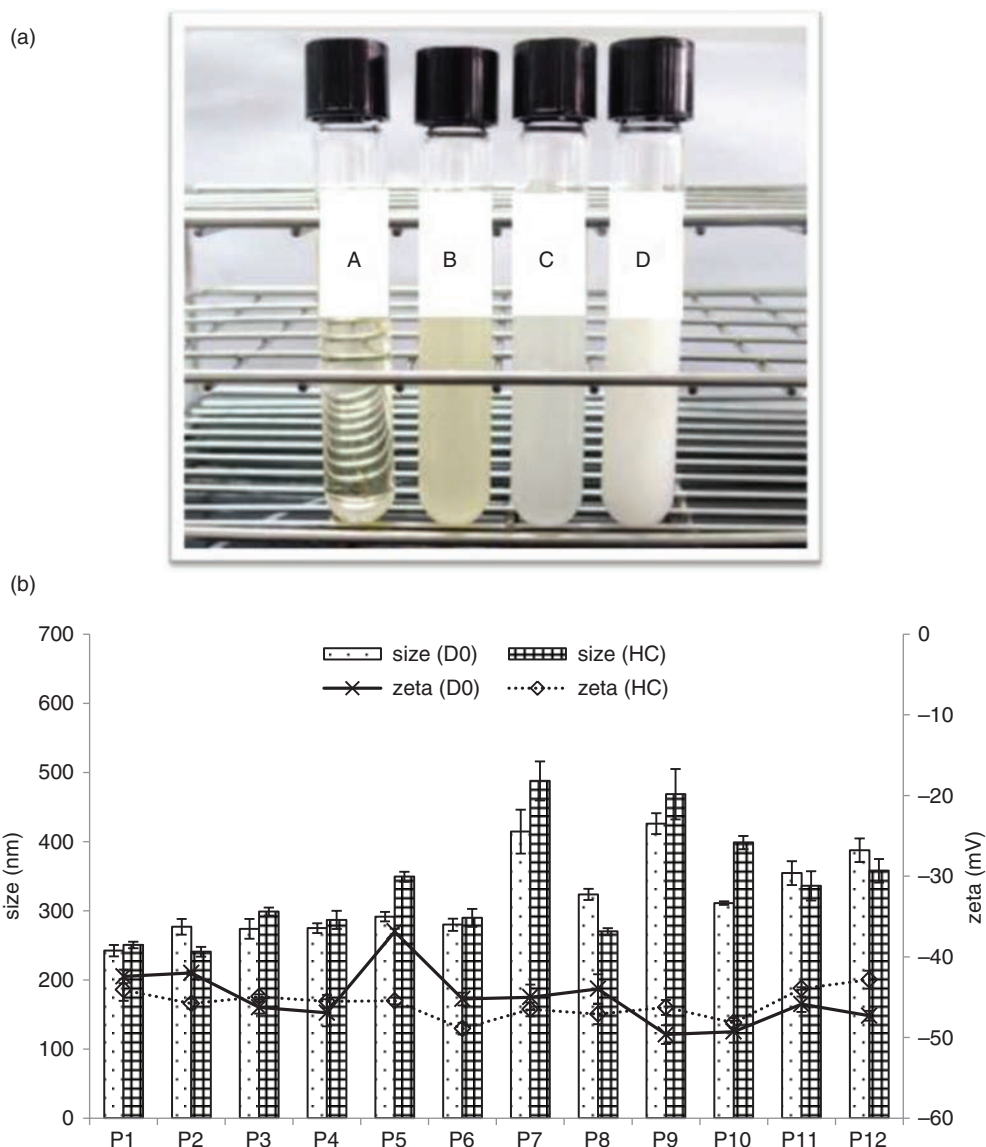 (a)
A B C D
(b)
size (D0) size (HC)
zeta (D0) zeta (HC)
700
600
500
400
300
200
100
0
size (nm)
0
–10
–20
–30
–40
–50
–60
zeta (mV)
P1 P2 P3 P4 P5 P6 P7 P8 P9 P10 P11 P12